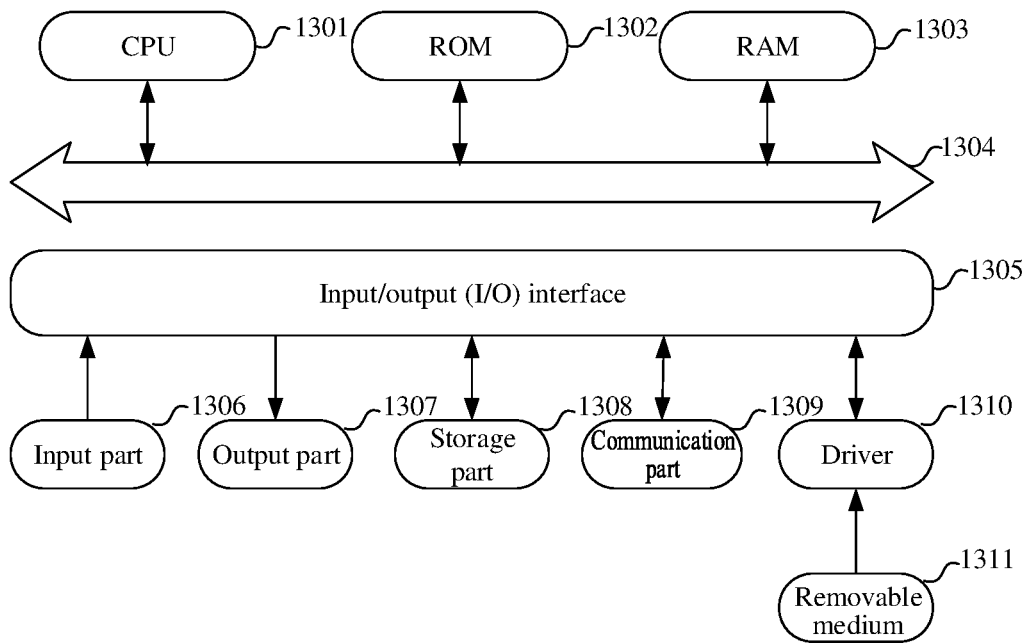 CPU
1301
ROM
1302
RAM
1303
1304
1305
Input/output (I/O) interface
1306
1307
1308
1309
1310
Input part
Output part
Storage
part
Communication
part
Driver
1311
Removable
medium